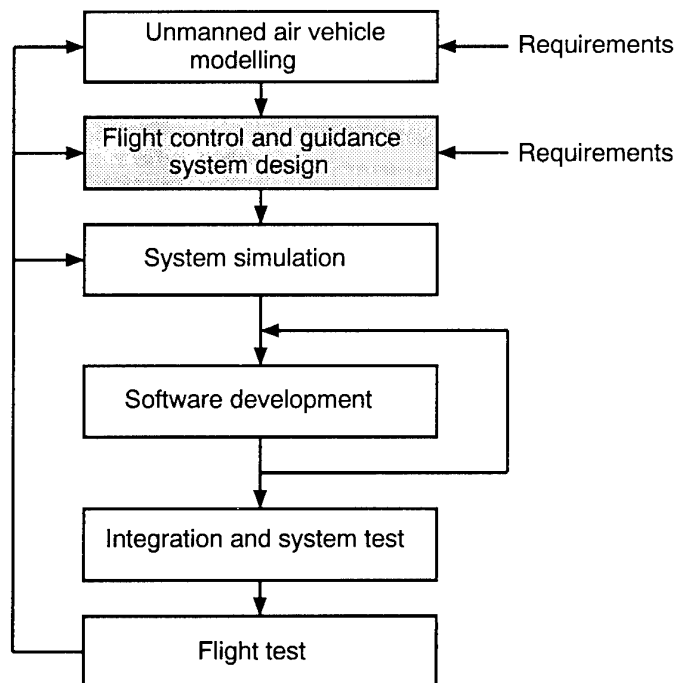 Unmanned air vehicle
modelling
Requirements
Flight control and guidance
system design
Requirements
System simulation
Software development
Integration and system test
Flight test